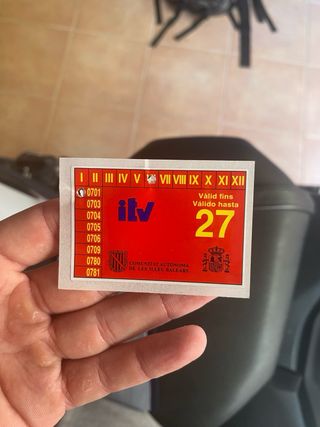 I II III IV V VII VIII IX X XI XII
0701
0703
0704
0705
0706
0709
0780
0781
itv
Vàlid fins
Válido hasta
27
COMUNITAT AUTÒNOMA
DE LES ILLES BALEARS